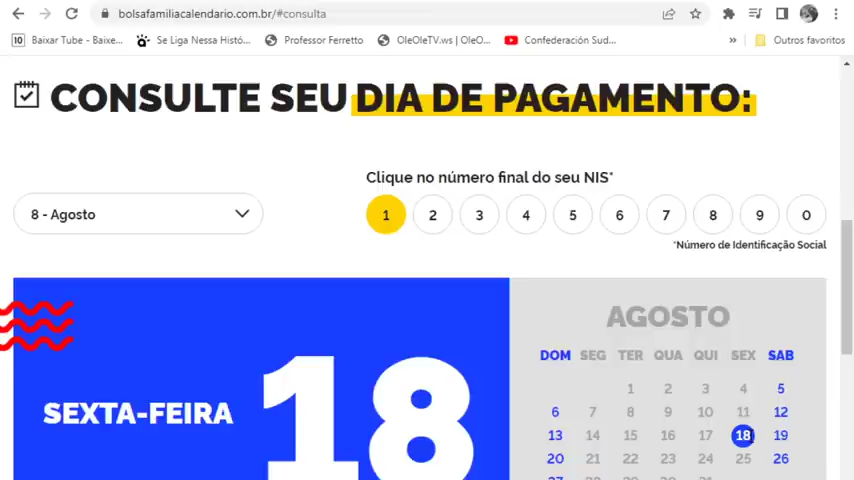 bolsafamiliacalendario.com.br/#consulta
Baixar Tube - Baixe... Se Liga Nessa Histó... Professor Ferretto OleOleTV.ws | OleO... Confederación Sud... » Outros favoritos
CONSULTE SEU DIA DE PAGAMENTO:
Clique no número final do seu NIS*
8 - Agosto
1 2 3 4 5 6 7 8 9 0
*Número de Identificação Social
SEXTA-FEIRA 18
AGOSTO
DOM SEG TER QUA QUI SEX SAB
1 2 3 4 5
6 7 8 9 10 11 12
13 14 15 16 17 18 19
20 21 22 23 24 25 26